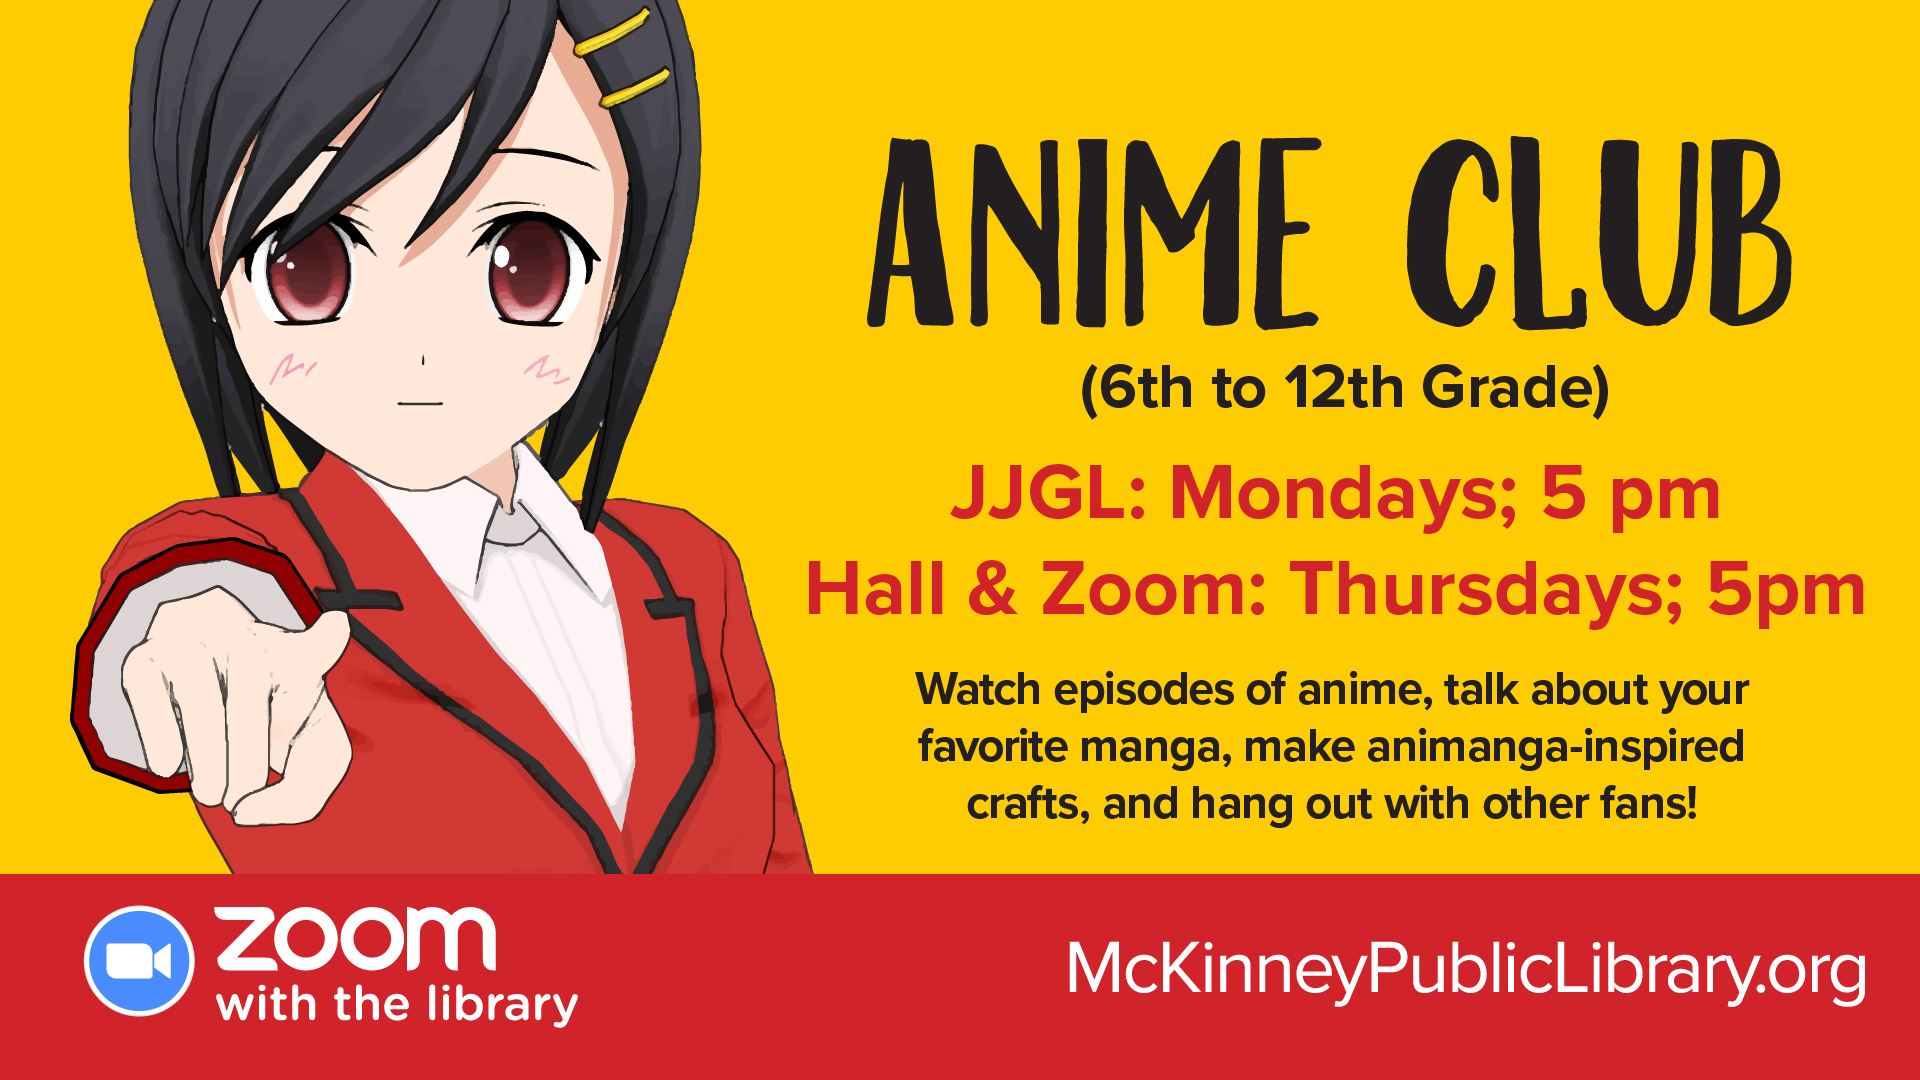 ANIME CLUB
(6th to 12th Grade)
JJGL: Mondays; 5 pm
Hall & Zoom: Thursdays; 5pm
Watch episodes of anime, talk about your
favorite manga, make animanga-inspired
crafts, and hang out with other fans!
zoom
with the library
McKinneyPublicLibrary.org